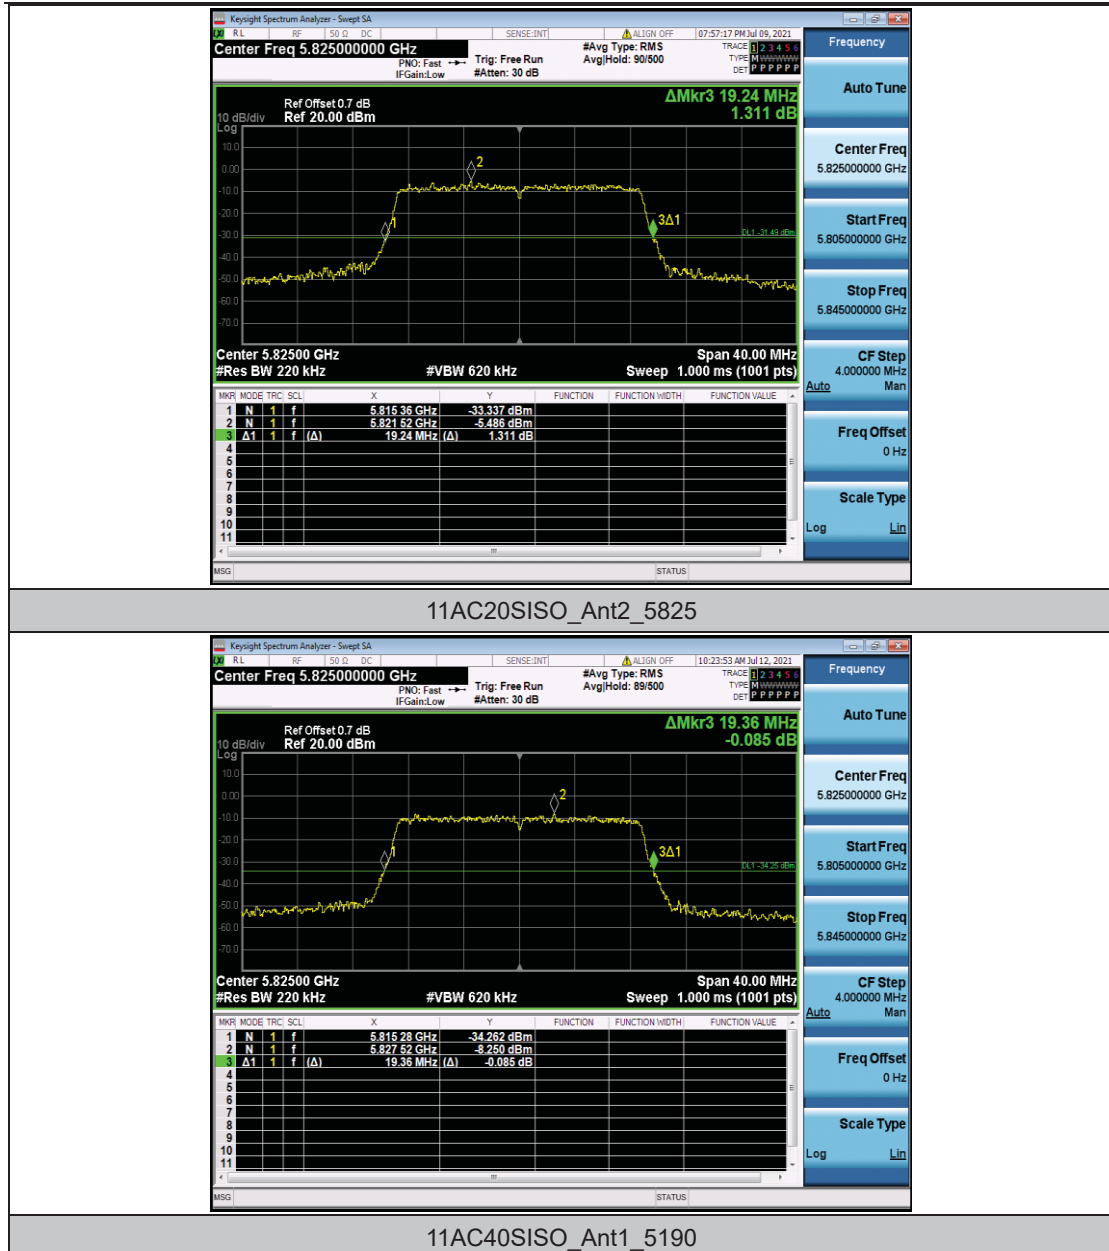 Keysight Spectrum Analyzer - Swept SA
RL RF 50 Ω DC SENSE:INT ALIGN OFF 07:57:17 PM Jul 09, 2021
Center Freq 5.825000000 GHz
#Avg Type: RMS
TRACE 1 2 3 4 5 6
PNO: Fast Trig: Free Run Avg|Hold: 90/500
TYPE M W W W W W
IFGain:Low #Atten: 30 dB
DET P P P P P P
Frequency
Auto Tune
ΔMkr3 19.24 MHz
1.311 dB
Ref Offset 0.7 dB
10 dB/div Ref 20.00 dBm
Log
10.0
0.00
-10.0
-20.0
-30.0
-40.0
-50.0
-60.0
-70.0
2
1
3Δ1
DL1 -31.49 dBm
Center 5.82500 GHz Span 40.00 MHz
#Res BW 220 kHz #VBW 620 kHz Sweep 1.000 ms (1001 pts)
MKR MODE TRC SCL X Y FUNCTION FUNCTION WIDTH FUNCTION VALUE
1 N 1 f 5.815 36 GHz -33.337 dBm
2 N 1 f 5.821 52 GHz -5.486 dBm
3 Δ1 1 f (Δ) 19.24 MHz (Δ) 1.311 dB
4
5
6
7
8
9
10
11
MSG STATUS
Center Freq
5.825000000 GHz
Start Freq
5.805000000 GHz
Stop Freq
5.845000000 GHz
CF Step
4.000000 MHz
Auto Man
Freq Offset
0 Hz
Scale Type
Log Lin
11AC20SISO_Ant2_5825
Keysight Spectrum Analyzer - Swept SA
RL RF 50 Ω DC SENSE:INT ALIGN OFF 10:23:53 AM Jul 12, 2021
Center Freq 5.825000000 GHz
#Avg Type: RMS
TRACE 1 2 3 4 5 6
PNO: Fast Trig: Free Run Avg|Hold: 89/500
TYPE M W W W W W
IFGain:Low #Atten: 30 dB
DET P P P P P P
Frequency
Auto Tune
ΔMkr3 19.36 MHz
-0.085 dB
Ref Offset 0.7 dB
10 dB/div Ref 20.00 dBm
Log
10.0
0.00
-10.0
-20.0
-30.0
-40.0
-50.0
-60.0
-70.0
2
1
3Δ1
DL1 -34.25 dBm
Center 5.82500 GHz Span 40.00 MHz
#Res BW 220 kHz #VBW 620 kHz Sweep 1.000 ms (1001 pts)
MKR MODE TRC SCL X Y FUNCTION FUNCTION WIDTH FUNCTION VALUE
1 N 1 f 5.815 28 GHz -34.262 dBm
2 N 1 f 5.827 52 GHz -8.250 dBm
3 Δ1 1 f (Δ) 19.36 MHz (Δ) -0.085 dB
4
5
6
7
8
9
10
11
MSG STATUS
Center Freq
5.825000000 GHz
Start Freq
5.805000000 GHz
Stop Freq
5.845000000 GHz
CF Step
4.000000 MHz
Auto Man
Freq Offset
0 Hz
Scale Type
Log Lin
11AC40SISO_Ant1_5190